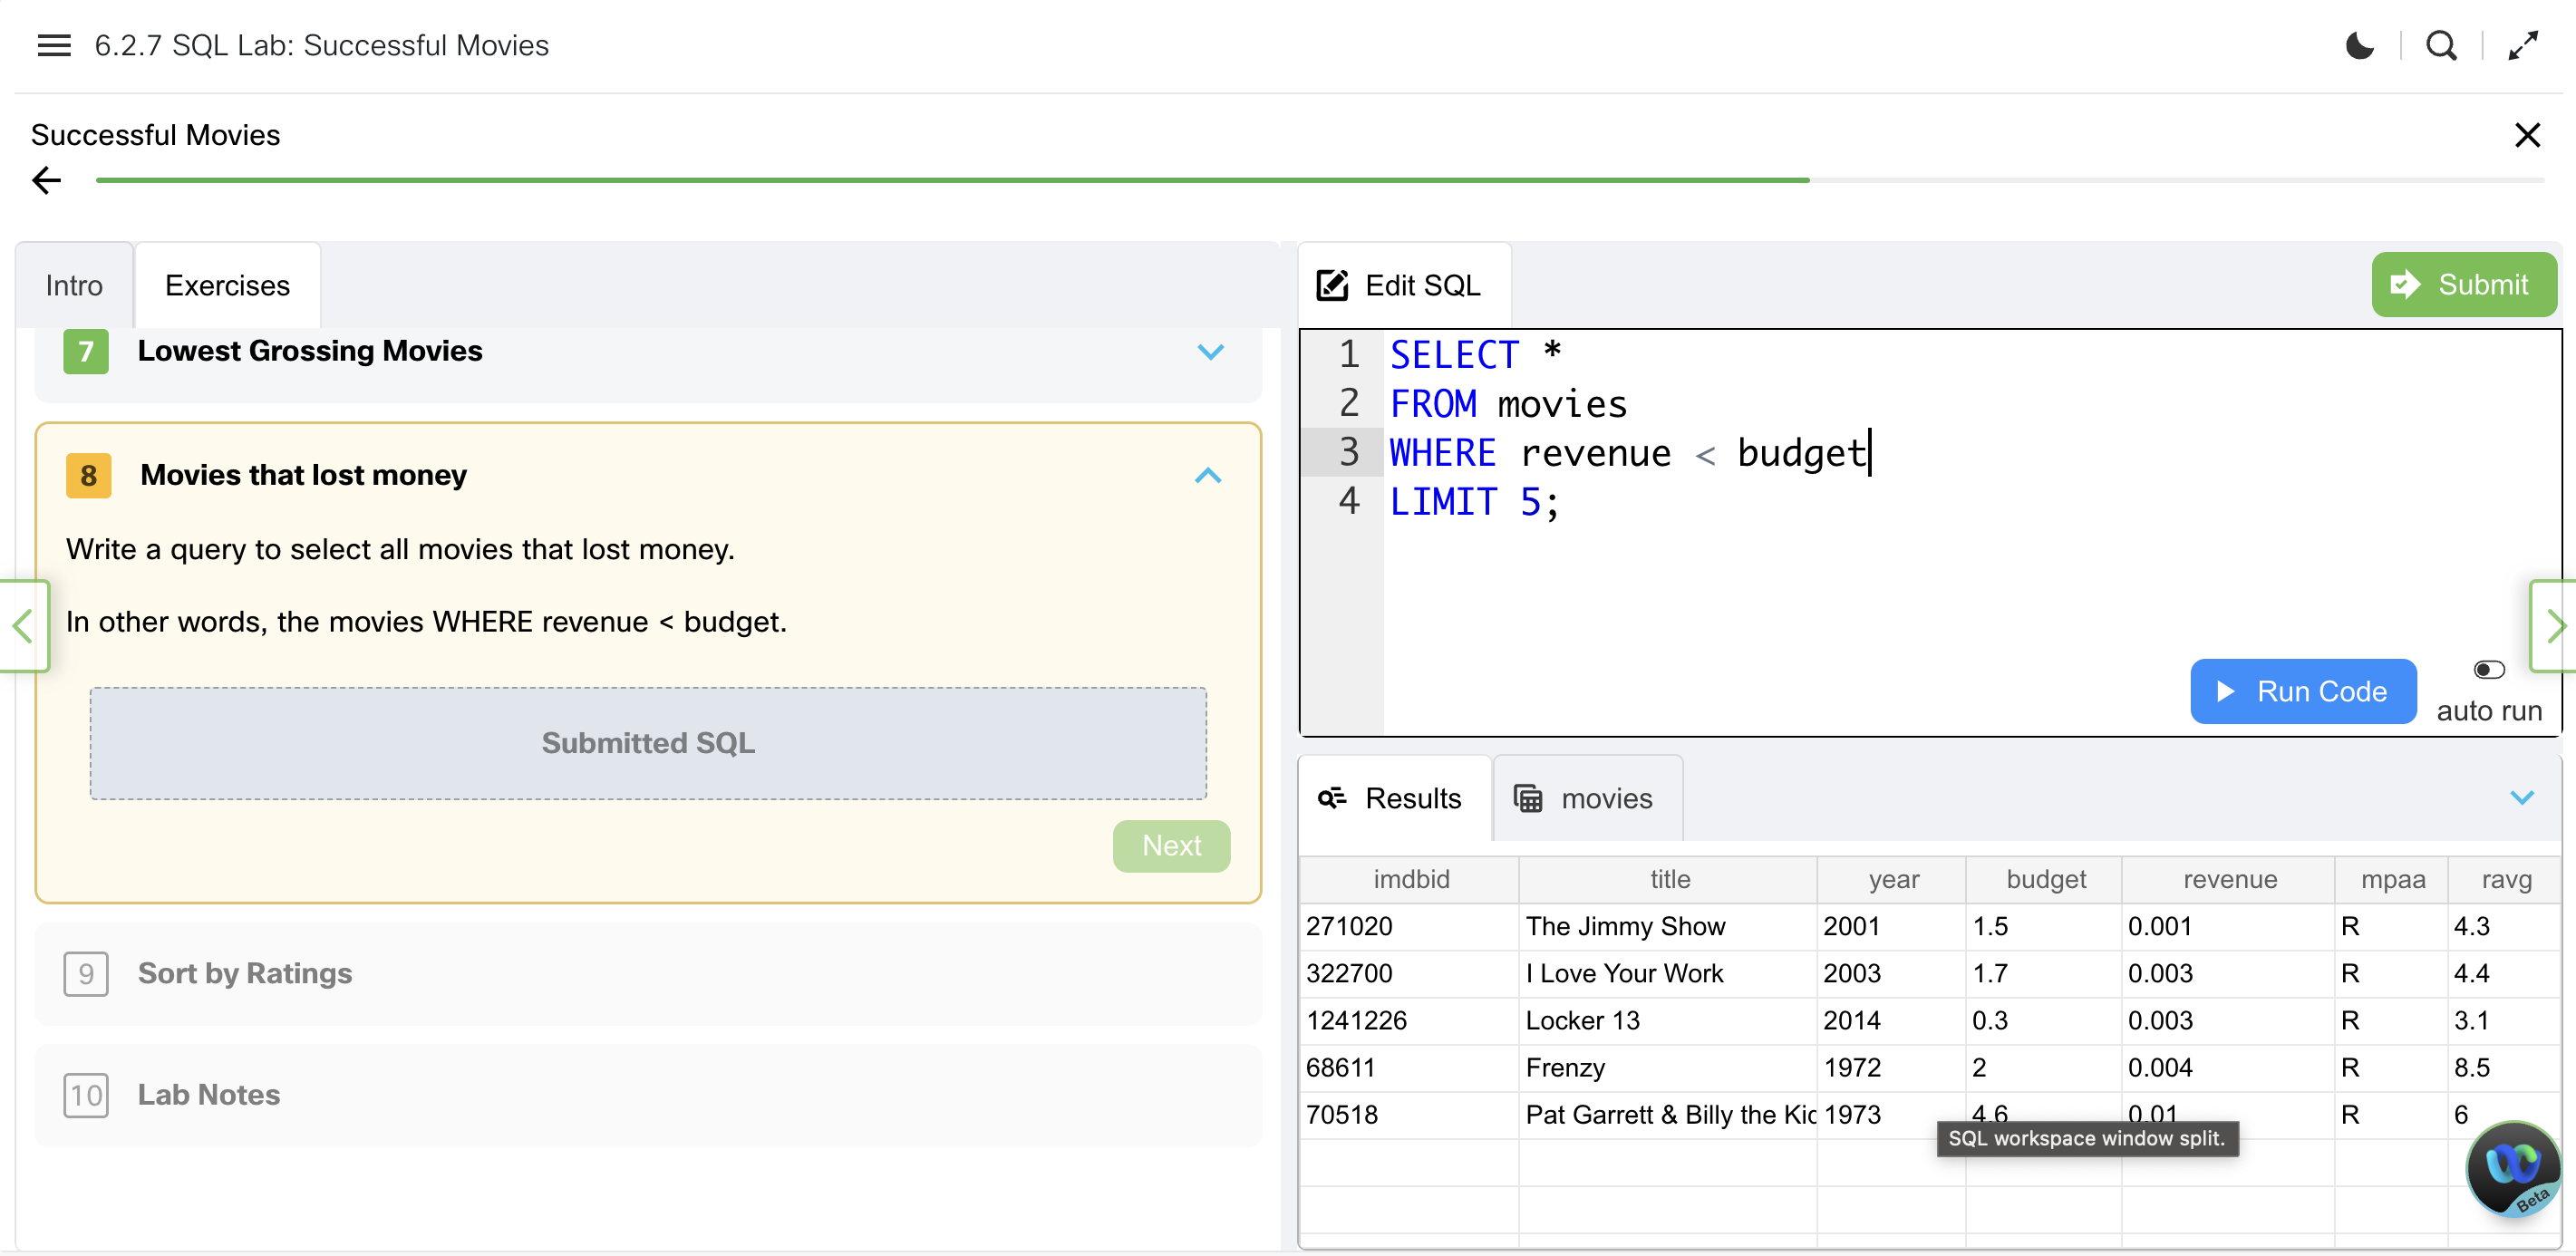 6.2.7 SQL Lab: Successful Movies
Successful Movies
Intro
Exercises
7 Lowest Grossing Movies
8 Movies that lost money
Write a query to select all movies that lost money.
In other words, the movies WHERE revenue < budget.
Submitted SQL
Next
9 Sort by Ratings
10 Lab Notes
Edit SQL
Submit
1 SELECT *
2 FROM movies
3 WHERE revenue < budget
4 LIMIT 5;
Run Code
auto run
Results
movies
imdbid title year budget revenue mpaa ravg
271020 The Jimmy Show 2001 1.5 0.001 R 4.3
322700 I Love Your Work 2003 1.7 0.003 R 4.4
1241226 Locker 13 2014 0.3 0.003 R 3.1
68611 Frenzy 1972 2 0.004 R 8.5
70518 Pat Garrett & Billy the Kid 1973 4.6 0.01 R 6
SQL workspace window split.
Beta